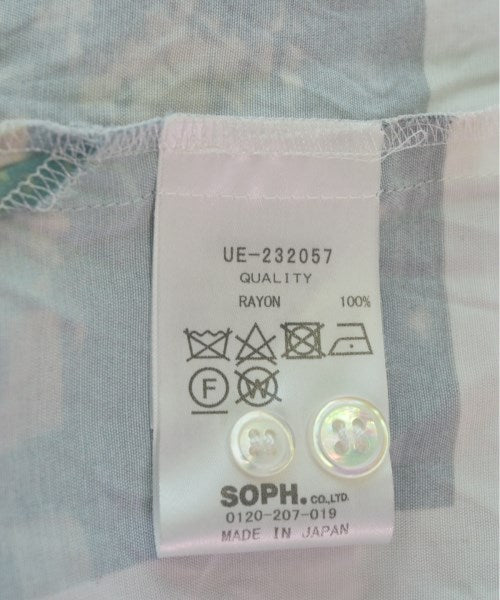 UE-232057
QUALITY
RAYON 100%
F W
SOPH. CO.,LTD.
0120-207-019
MADE IN JAPAN